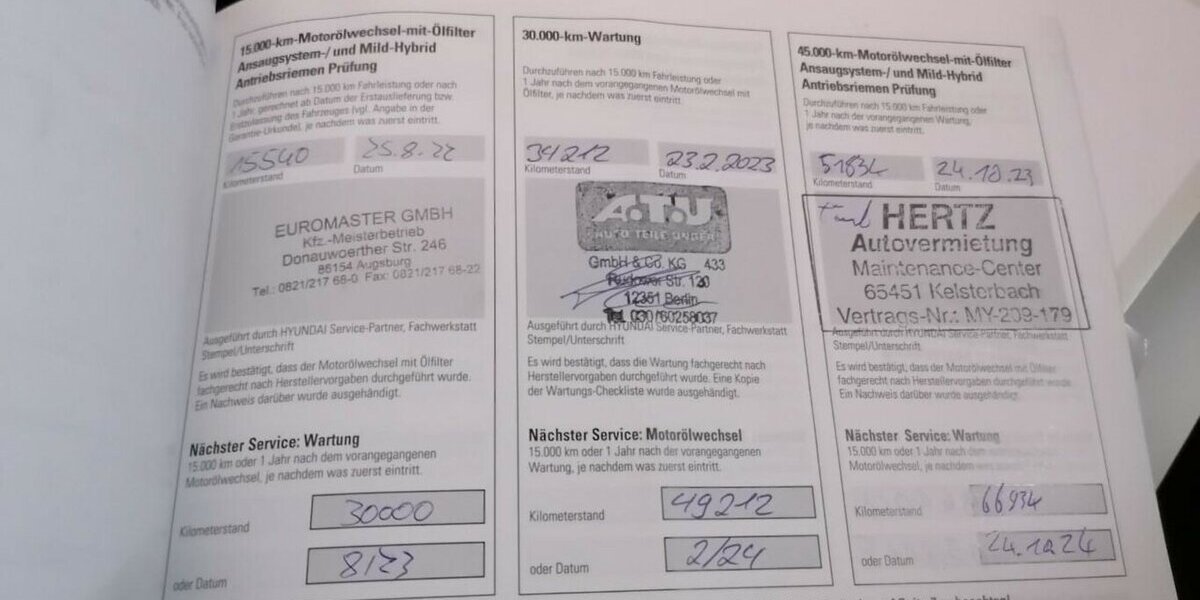 15.000-km-Motorölwechsel-mit-Ölfilter
Ansaugsystem-/ und Mild-Hybrid
Antriebsriemen Prüfung
Durchzuführen nach 15.000 km Fahrleistung oder nach
1 Jahr, gerechnet ab Datum der Erstauslieferung bzw.
Erstzulassung des Fahrzeuges (vgl. Angabe in der
Garantie-Urkunde), je nachdem was zuerst eintritt.
15540 25.8.22
Kilometerstand Datum
EUROMASTER GMBH
Kfz.-Meisterbetrieb
Donauwoerther Str. 246
86154 Augsburg
Tel.: 0821/217 68-0 Fax: 0821/217 68-22
Ausgeführt durch HYUNDAI Service-Partner, Fachwerkstatt
Stempel/Unterschrift
Es wird bestätigt, dass der Motorölwechsel mit Ölfilter
fachgerecht nach Herstellervorgaben durchgeführt wurde.
Ein Nachweis darüber wurde ausgehändigt.
Nächster Service: Wartung
15.000 km oder 1 Jahr nach dem vorangegangenen
Motorölwechsel, je nachdem was zuerst eintritt.
Kilometerstand 30000
oder Datum 8/23
30.000-km-Wartung
Durchzuführen nach 15.000 km Fahrleistung oder
1 Jahr nach dem vorangegangenen Motorölwechsel mit
Ölfilter, je nachdem was zuerst eintritt.
34212 23.2.2023
Kilometerstand Datum
A.T.U
AUTO TEILE UNGER
GmbH & Co. KG 433
Str. 120
12351 Berlin
Tel. 030/60258037
Ausgeführt durch HYUNDAI Service-Partner, Fachwerkstatt
Stempel/Unterschrift
Es wird bestätigt, dass die Wartung fachgerecht nach
Herstellervorgaben durchgeführt wurde. Eine Kopie
der Wartungs-Checkliste wurde ausgehändigt.
Nächster Service: Motorölwechsel
15.000 km oder 1 Jahr nach der vorangegangenen
Wartung, je nachdem was zuerst eintritt.
Kilometerstand 49212
oder Datum 2/24
45.000-km-Motorölwechsel-mit-Ölfilter
Ansaugsystem-/ und Mild-Hybrid
Antriebsriemen Prüfung
Durchzuführen nach 15.000 km Fahrleistung oder
1 Jahr nach der vorangegangenen Wartung,
je nachdem was zuerst eintritt.
51834 24.10.23
Kilometerstand Datum
HERTZ
Autovermietung
Maintenance-Center
65451 Kelsterbach
Vertrags-Nr.: MY-209-179
Ausgeführt durch HYUNDAI Service-Partner, Fachwerkstatt
Stempel/Unterschrift
Es wird bestätigt, dass der Motorölwechsel mit Ölfilter
fachgerecht nach Herstellervorgaben durchgeführt wurde.
Ein Nachweis darüber wurde ausgehändigt.
Nächster Service: Wartung
15.000 km oder 1 Jahr nach dem vorangegangenen
Motorölwechsel, je nachdem was zuerst eintritt.
Kilometerstand 66934
oder Datum 24.10.24